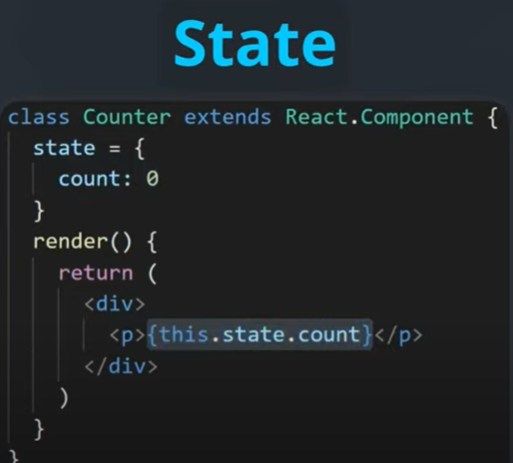 State
class Counter extends React.Component {
state = {
count: 0
}
render() {
return (
<div>
<p>{this.state.count}</p>
</div>
)
}
}